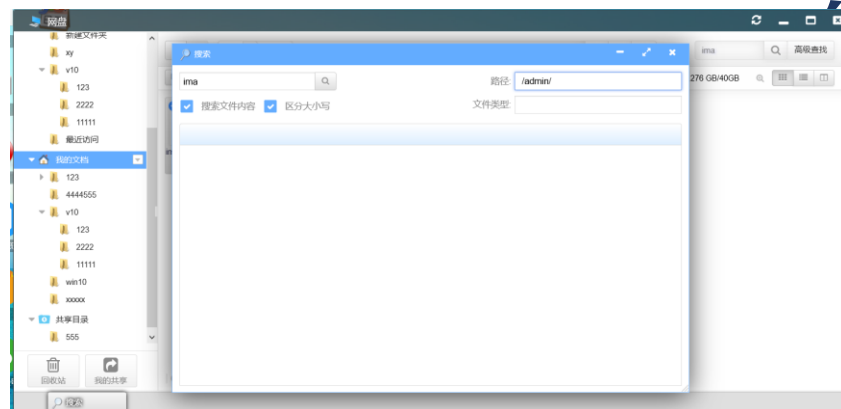 网盘
新建文件夹
xy
v10
123
2222
11111
最近访问
我的文档
123
4444555
v10
123
2222
11111
win10
xxxxx
共享目录
555
回收站
我的共享
搜索
搜索
ima
路径:
/admin/
搜索文件内容
区分大小写
文件类型:
ima
高级查找
276 GB/40GB